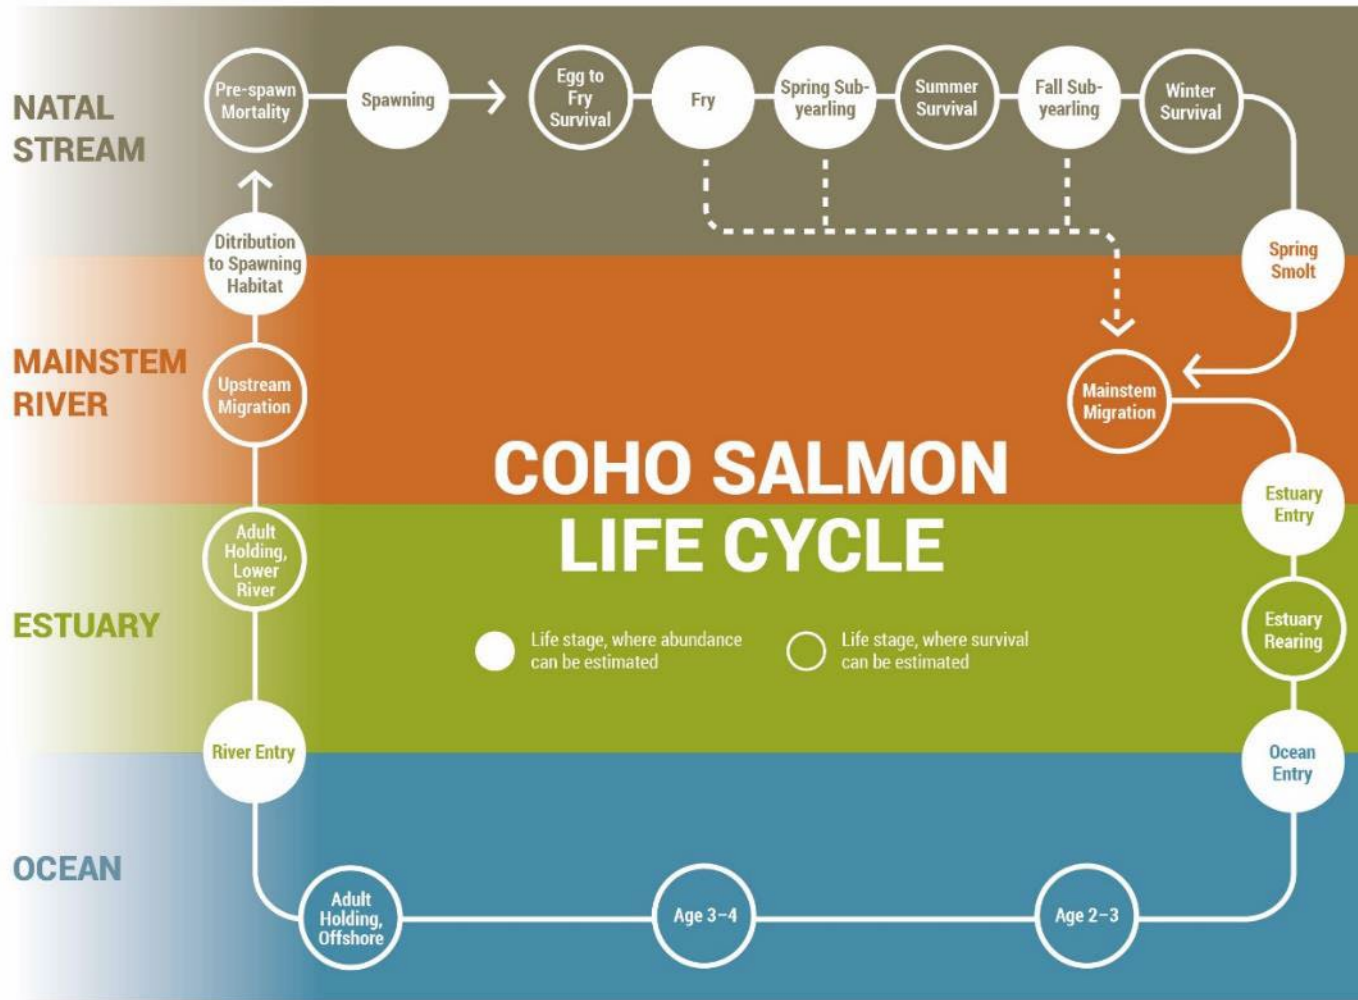 NATAL
STREAM
Pre-spawn
Mortality
Spawning
Egg to
Fry
Survival
Fry
Spring Sub-
yearling
Summer
Survival
Fall Sub-
yearling
Winter
Survival
Ditribution
to Spawning
Habitat
Spring
Smolt
MAINSTEM
RIVER
Upstream
Migration
Mainstem
Migration
COHO SALMON
LIFE CYCLE
Estuary
Entry
Adult
Holding,
Lower
River
ESTUARY
Life stage, where abundance
can be estimated
Life stage, where survival
can be estimated
Estuary
Rearing
River Entry
Ocean
Entry
OCEAN
Adult
Holding,
Offshore
Age 3–4
Age 2–3